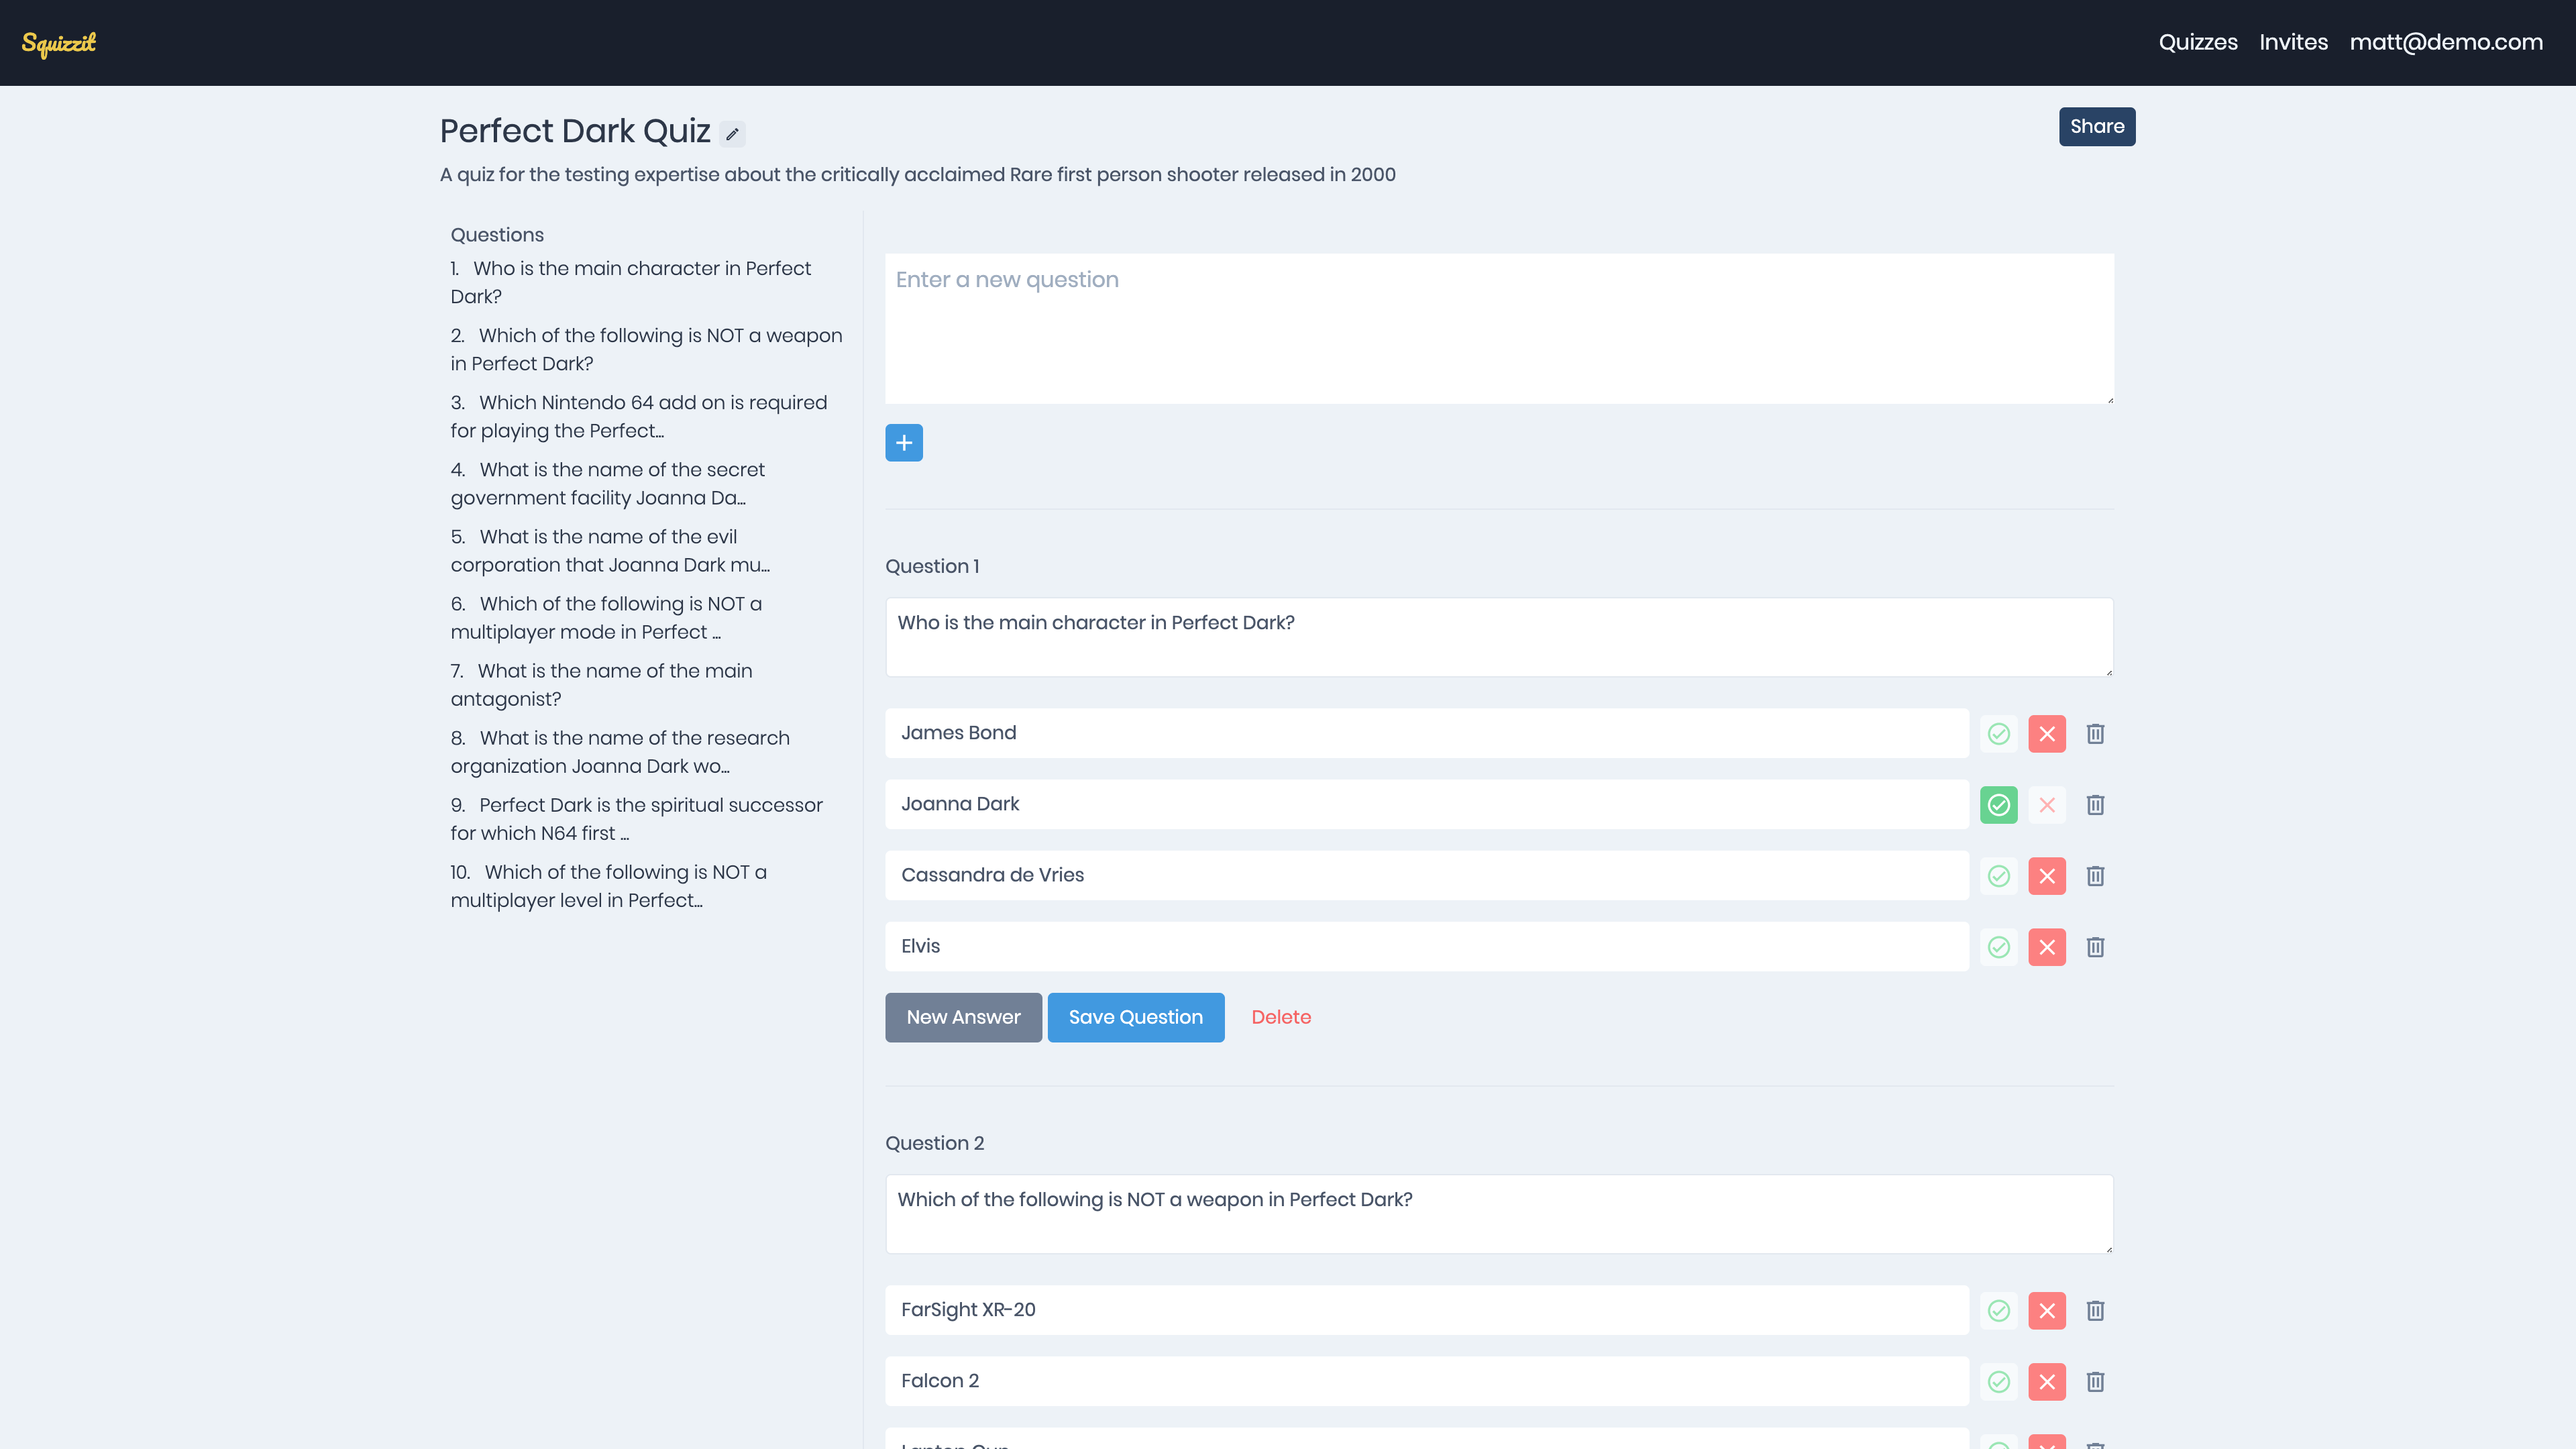 Squizzit
Quizzes Invites matt@demo.com
Perfect Dark Quiz
Share
A quiz for the testing expertise about the critically acclaimed Rare first person shooter released in 2000
Questions
1. Who is the main character in Perfect
Dark?
2. Which of the following is NOT a weapon
in Perfect Dark?
3. Which Nintendo 64 add on is required
for playing the Perfect...
4. What is the name of the secret
government facility Joanna Da...
5. What is the name of the evil
corporation that Joanna Dark mu...
6. Which of the following is NOT a
multiplayer mode in Perfect ...
7. What is the name of the main
antagonist?
8. What is the name of the research
organization Joanna Dark wo...
9. Perfect Dark is the spiritual successor
for which N64 first ...
10. Which of the following is NOT a
multiplayer level in Perfect...
Enter a new question
Question 1
Who is the main character in Perfect Dark?
James Bond
Joanna Dark
Cassandra de Vries
Elvis
New Answer Save Question Delete
Question 2
Which of the following is NOT a weapon in Perfect Dark?
FarSight XR-20
Falcon 2